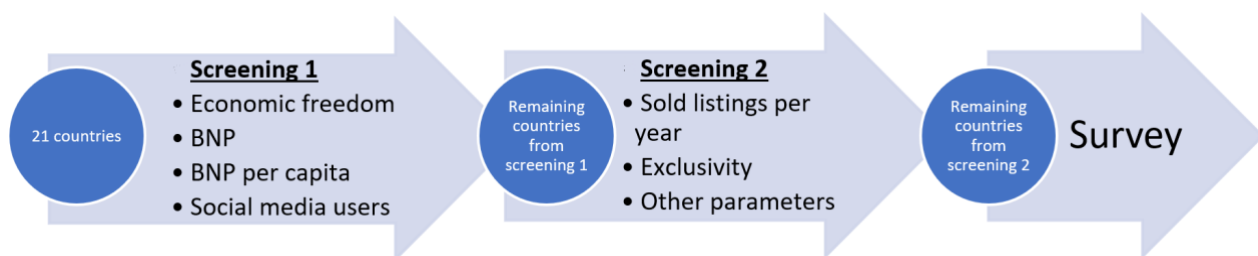 21 countries
Screening 1
• Economic freedom
• BNP
• BNP per capita
• Social media users
Remaining
countries
from
screening 1
Screening 2
• Sold listings per
year
• Exclusivity
• Other parameters
Remaining
countries
from
screening 2
Survey